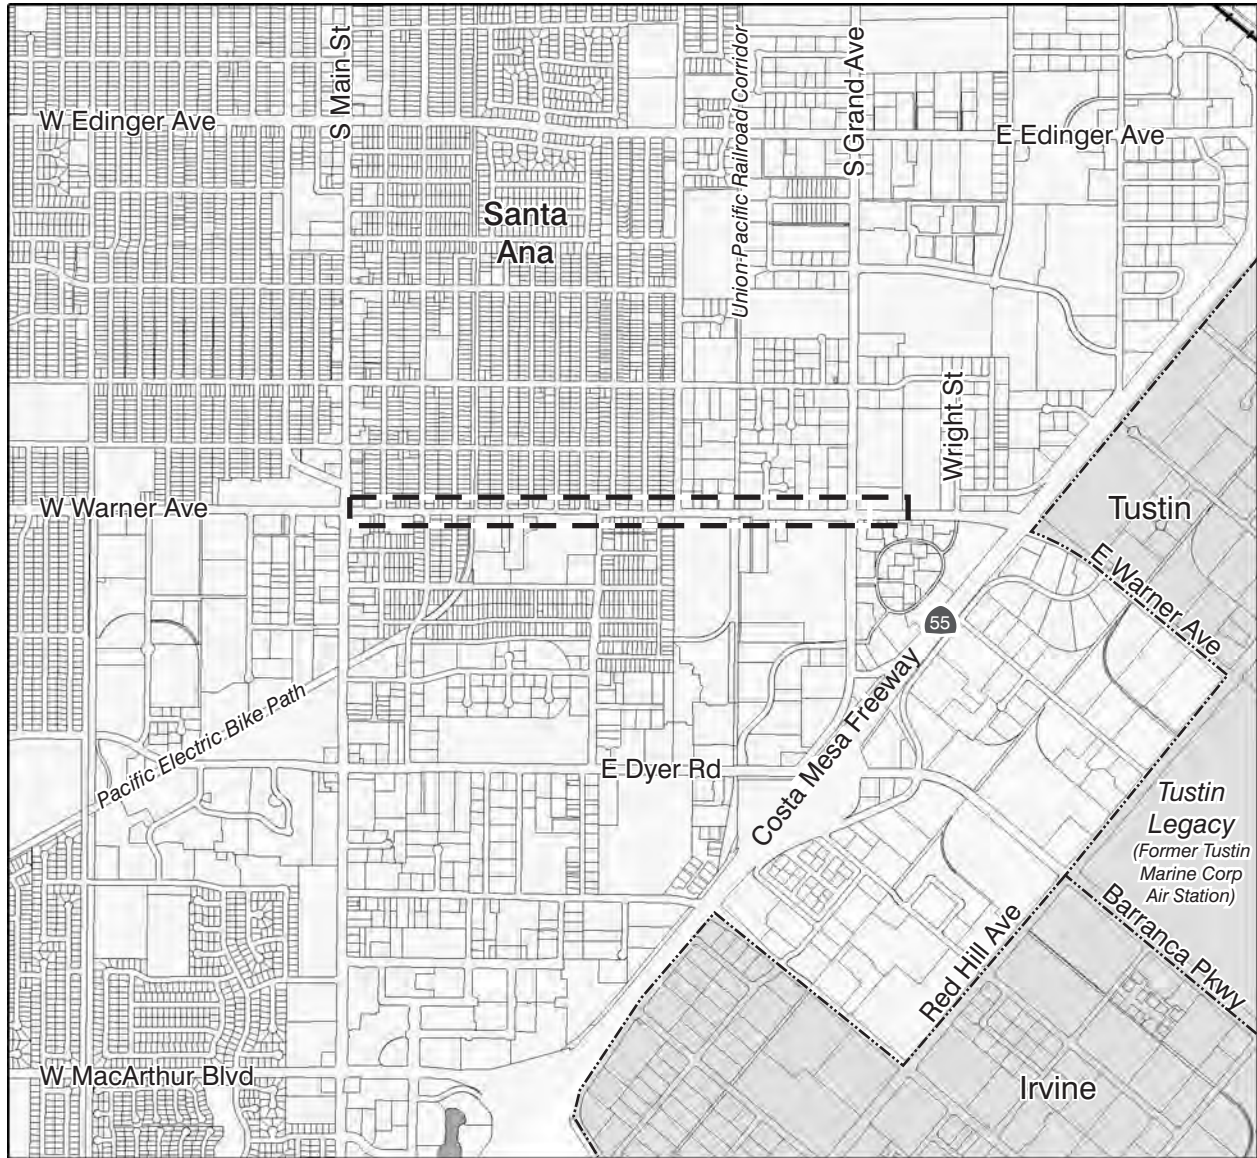 S Main St
Union Pacific Railroad Corridor
S Grand Ave
W Edinger Ave
E Edinger Ave
Santa
Ana
Wright St
W Warner Ave
Tustin
E Warner Ave
55
Costa Mesa Freeway
Pacific Electric Bike Path
E Dyer Rd
Tustin
Legacy
(Former Tustin
Marine Corp
Air Station)
Barranca Pkwy
Red Hill Ave
W MacArthur Blvd
Irvine